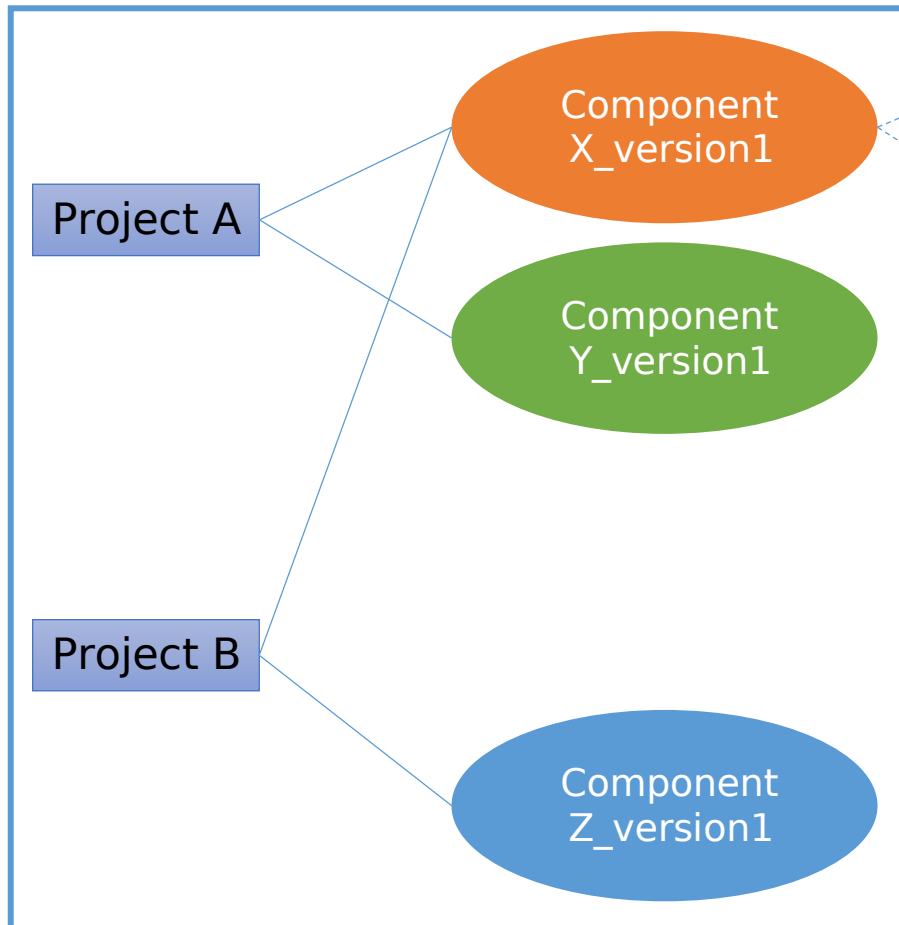 Component
X_version1
Project A
Component
Y_version1
Project B
Component
Z_version1